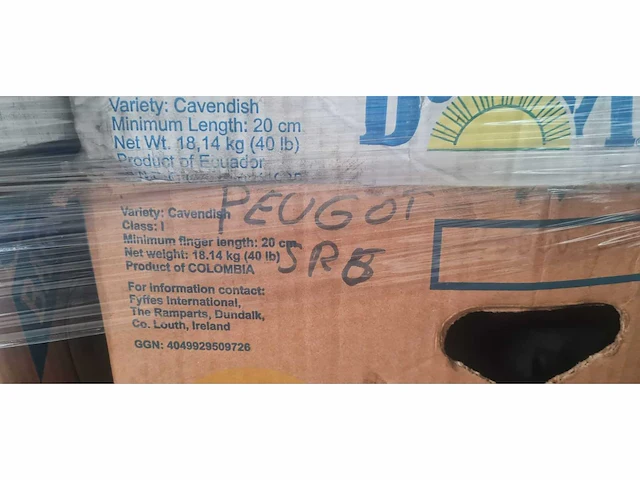 Variety: Cavendish
Minimum Length: 20 cm
Net Wt. 18,14 kg (40 lb)
Product of Ecuador
PEUGOT
SRB
Variety: Cavendish
Class: I
Minimum finger length: 20 cm
Net weight: 18.14 kg (40 lb)
Product of COLOMBIA
For information contact:
Fyffes International,
The Ramparts, Dundalk,
Co. Louth, Ireland
GGN: 4049929509726